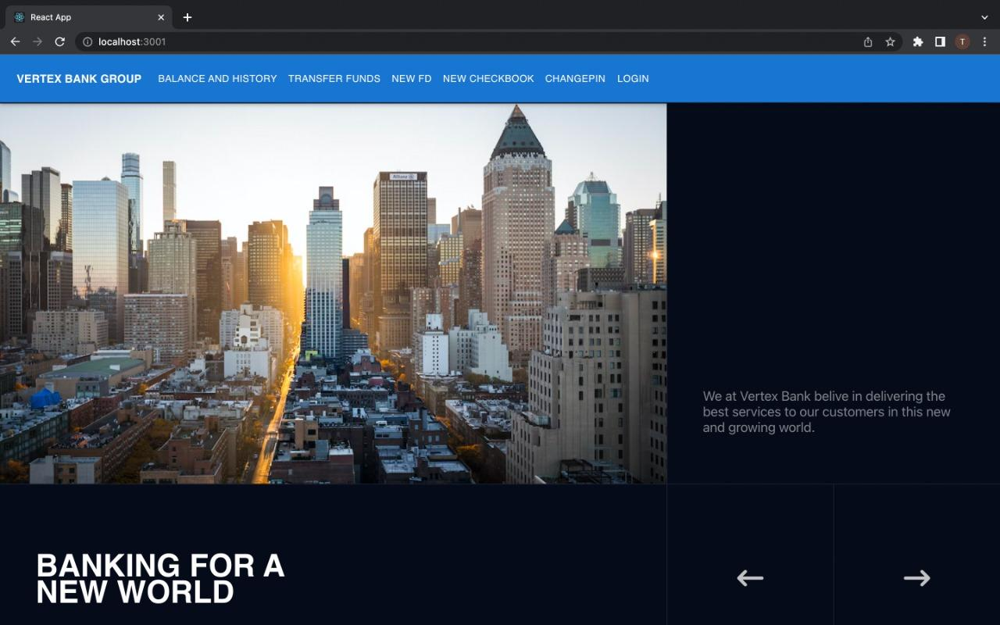 React App
localhost:3001
T
VERTEX BANK GROUP BALANCE AND HISTORY TRANSFER FUNDS NEW FD NEW CHECKBOOK CHANGEPIN LOGIN
Allianz
We at Vertex Bank belive in delivering the
best services to our customers in this new
and growing world.
BANKING FOR A
NEW WORLD